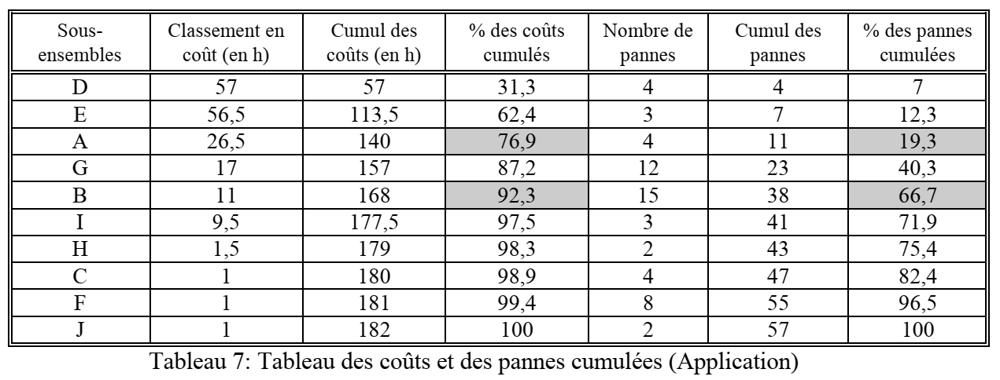 Sous-ensembles Classement en coût (en h) Cumul des coûts (en h) % des coûts cumulés Nombre de pannes Cumul des pannes % des pannes cumulées
D 57 57 31,3 4 4 7
E 56,5 113,5 62,4 3 7 12,3
A 26,5 140 76,9 4 11 19,3
G 17 157 87,2 12 23 40,3
B 11 168 92,3 15 38 66,7
I 9,5 177,5 97,5 3 41 71,9
H 1,5 179 98,3 2 43 75,4
C 1 180 98,9 4 47 82,4
F 1 181 99,4 8 55 96,5
J 1 182 100 2 57 100
Tableau 7: Tableau des coûts et des pannes cumulées (Application)